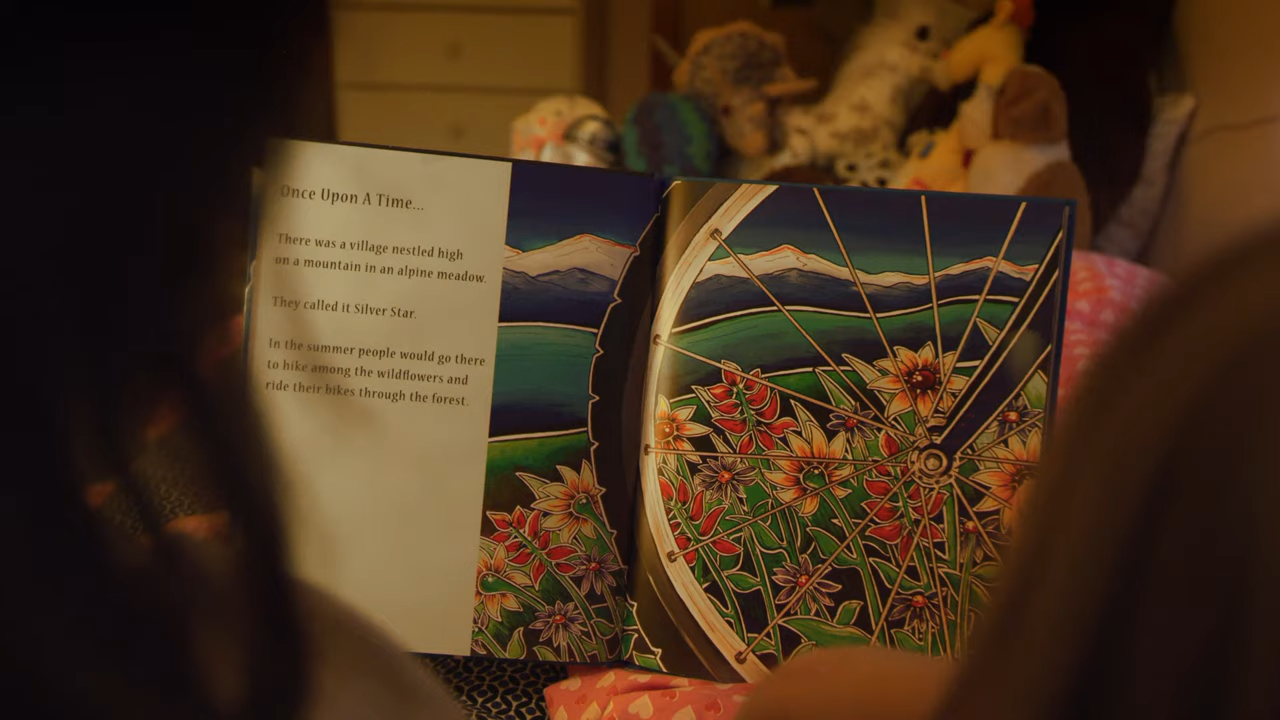 Once Upon A Time...
There was a village nestled high
on a mountain in an alpine meadow.
They called it Silver Star.
In the summer people would go there
to hike among the wildflowers and
ride their bikes through the forest.